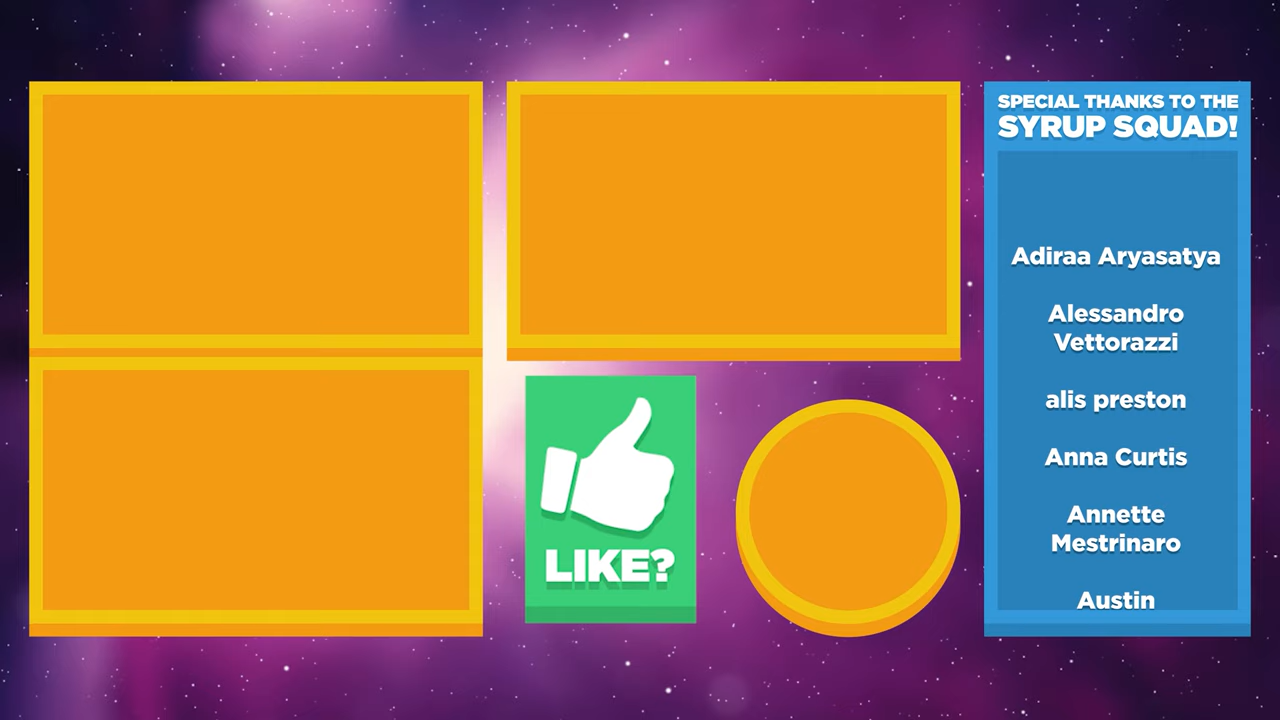 SPECIAL THANKS TO THE
SYRUP SQUAD!
Adiraa Aryasatya
Alessandro
Vettorazzi
alis preston
Anna Curtis
Annette
Mestrinaro
Austin
LIKE?